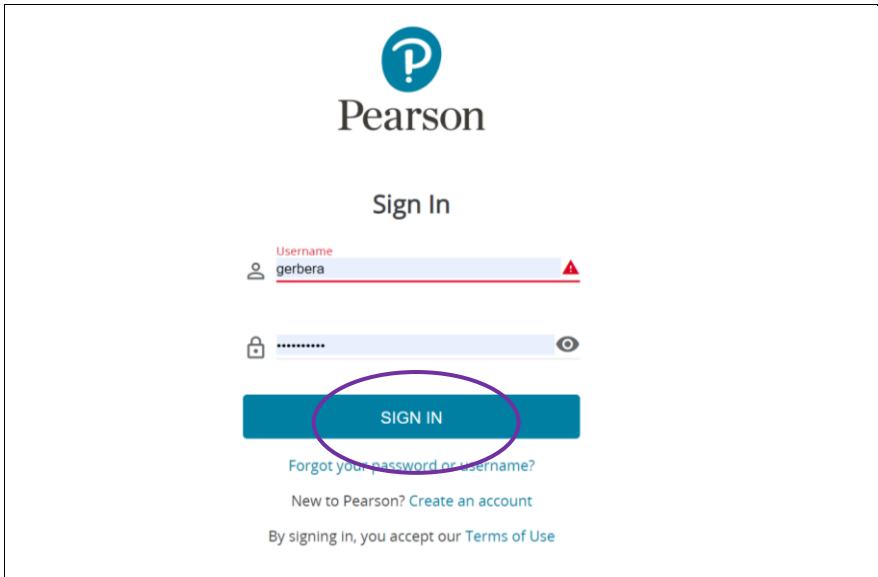 Pearson
Sign In
Username
gerbera
••••••••••
SIGN IN
Forgot your password or username?
New to Pearson? Create an account
By signing in, you accept our Terms of Use